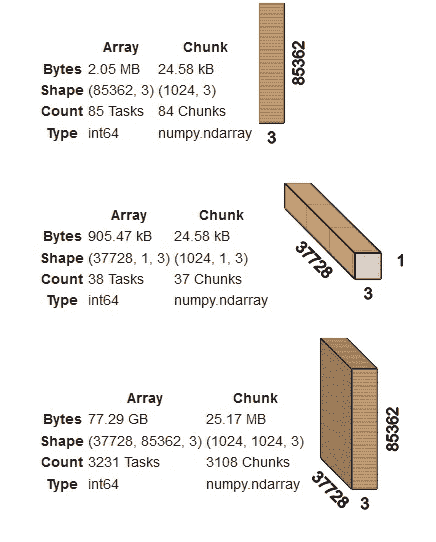 Array Chunk
Bytes 2.05 MB 24.58 kB
Shape (85362, 3) (1024, 3)
Count 85 Tasks 84 Chunks
Type int64 numpy.ndarray
85362
3
Array Chunk
Bytes 905.47 kB 24.58 kB
Shape (37728, 1, 3) (1024, 1, 3)
Count 38 Tasks 37 Chunks
Type int64 numpy.ndarray
37728
1
3
Array Chunk
Bytes 77.29 GB 25.17 MB
Shape (37728, 85362, 3) (1024, 1024, 3)
Count 3231 Tasks 3108 Chunks
Type int64 numpy.ndarray
85362
37728
3